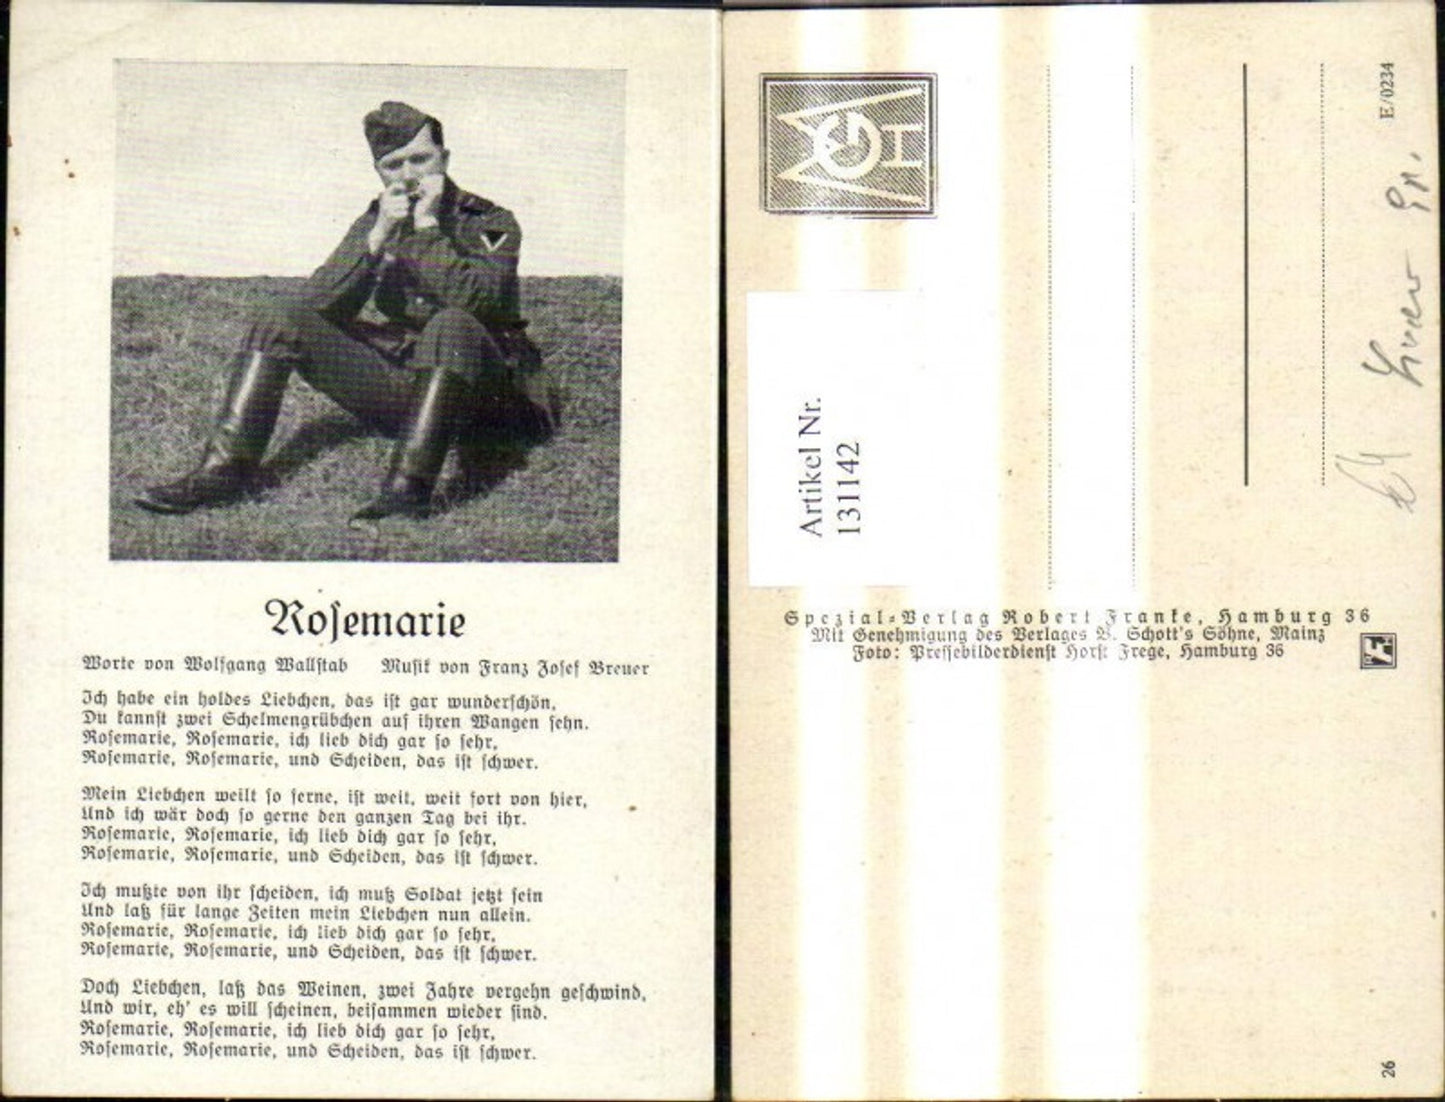 Rosemarie
Worte von Wolfgang Wallstab Musik von Franz Josef Breuer
Ich habe ein holdes Liebchen, das ist gar wunderschön,
Du kannst zwei Schelmengrübchen auf ihren Wangen sehn.
Rosemarie, Rosemarie, ich lieb dich gar so sehr,
Rosemarie, Rosemarie, und Scheiden, das ist schwer.
Mein Liebchen weilt so ferne, ist weit, weit fort von hier,
Und ich wär doch so gerne den ganzen Tag bei ihr.
Rosemarie, Rosemarie, ich lieb dich gar so sehr,
Rosemarie, Rosemarie, und Scheiden, das ist schwer.
Ich mußte von ihr scheiden, ich muß Soldat jetzt sein
Und laß für lange Zeiten mein Liebchen nun allein.
Rosemarie, Rosemarie, ich lieb dich gar so sehr,
Rosemarie, Rosemarie, und Scheiden, das ist schwer.
Doch Liebchen, laß das Weinen, zwei Jahre vergehn geschwind,
Und wir, eh' es will scheinen, beisammen wieder sind.
Rosemarie, Rosemarie, ich lieb dich gar so sehr,
Rosemarie, Rosemarie, und Scheiden, das ist schwer.
Artikel Nr.
131142
E/0234
Spezial-Verlag Robert Franke, Hamburg 36
Mit Genehmigung des Verlages B. Schott's Söhne, Mainz
Foto: Pressebilderdienst Horst Frege, Hamburg 36
26